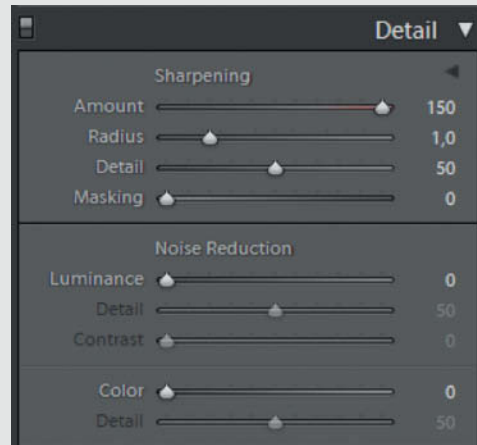 Detail
Sharpening
Amount 150
Radius 1,0
Detail 50
Masking 0
Noise Reduction
Luminance 0
Detail 50
Contrast 0
Color 0
Detail 50